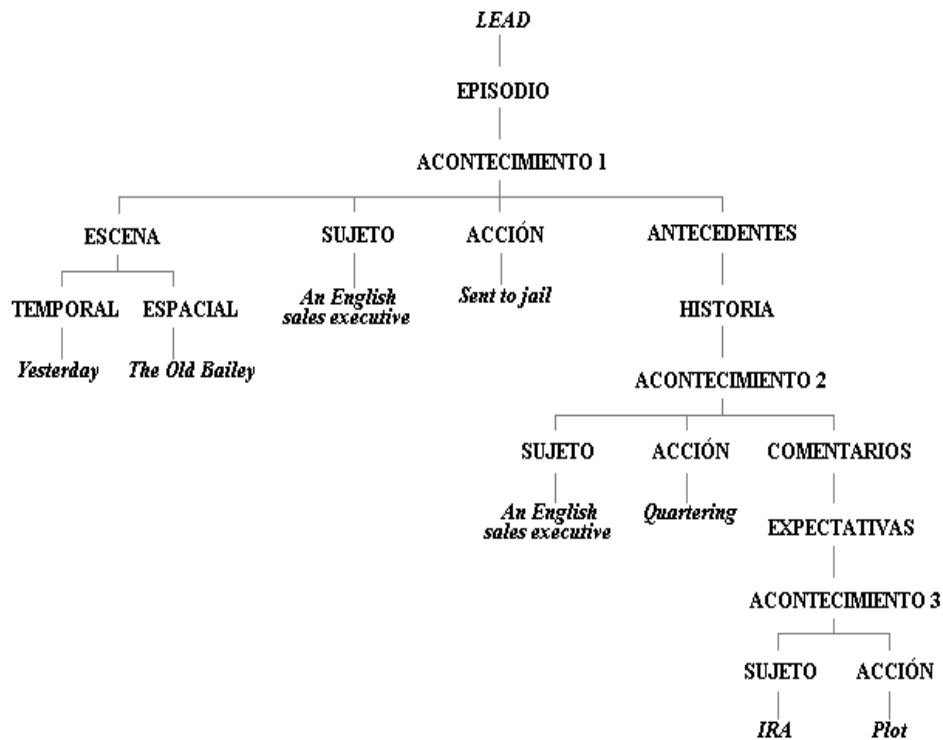 LEAD
EPISODIO
ACONTECIMIENTO 1
ESCENA SUJETO ACCIÓN ANTECEDENTES
TEMPORAL ESPACIAL An English sales executive Sent to jail HISTORIA
Yesterday The Old Bailey
ACONTECIMIENTO 2
SUJETO ACCIÓN COMENTARIOS
An English sales executive Quartering EXPECTATIVAS
ACONTECIMIENTO 3
SUJETO ACCIÓN
IRA Plot